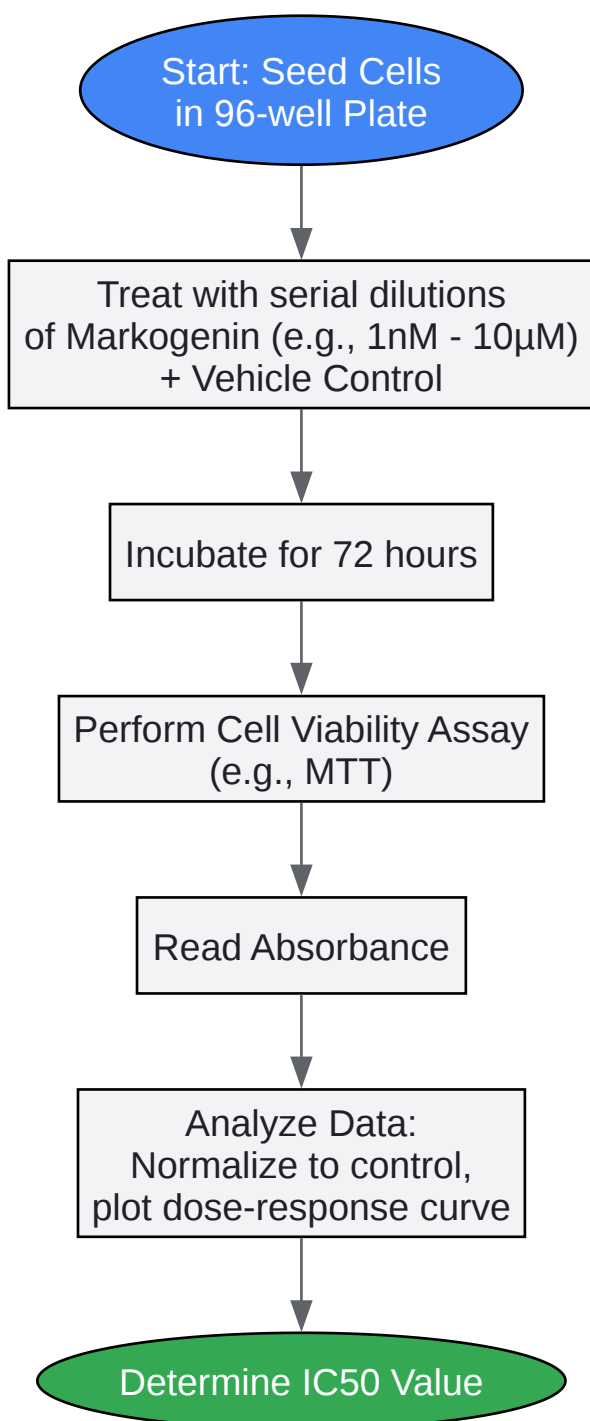 Start: Seed Cells
in 96-well Plate
Treat with serial dilutions
of Markogenin (e.g., 1nM - 10µM)
+ Vehicle Control
Incubate for 72 hours
Perform Cell Viability Assay
(e.g., MTT)
Read Absorbance
Analyze Data:
Normalize to control,
plot dose-response curve
Determine IC50 Value